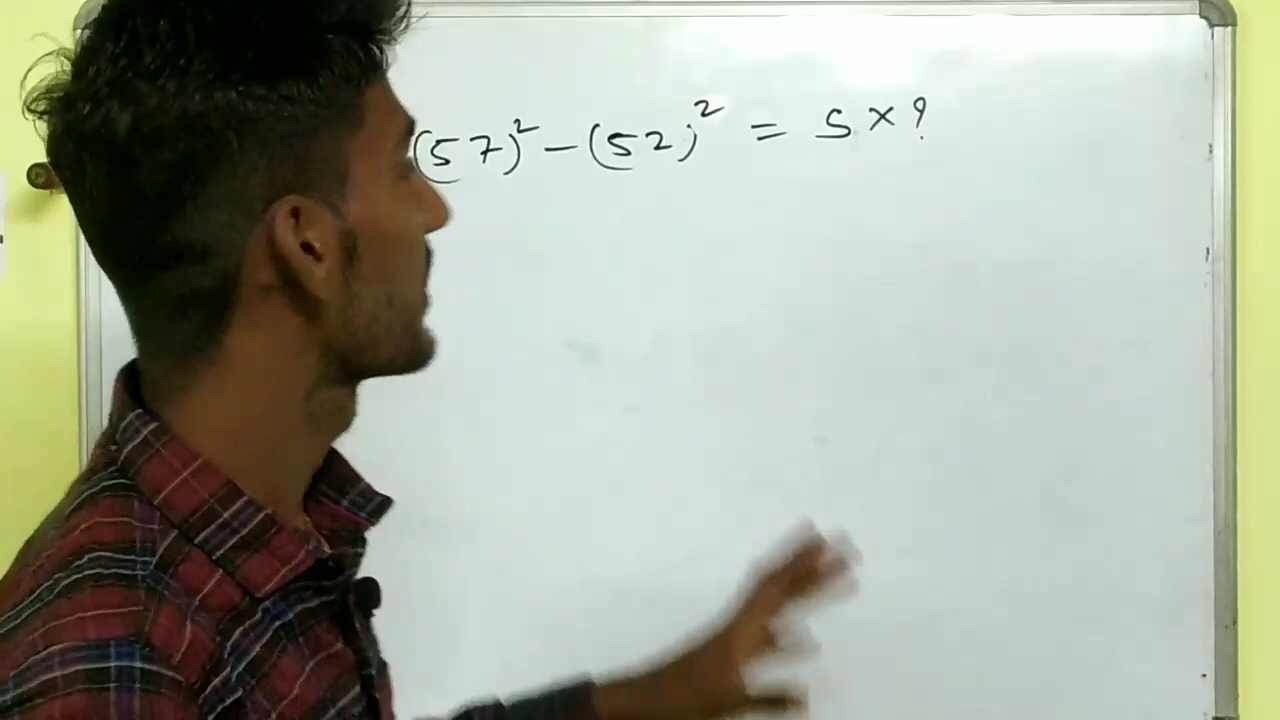 (57)² – (52)² = 5 × ?